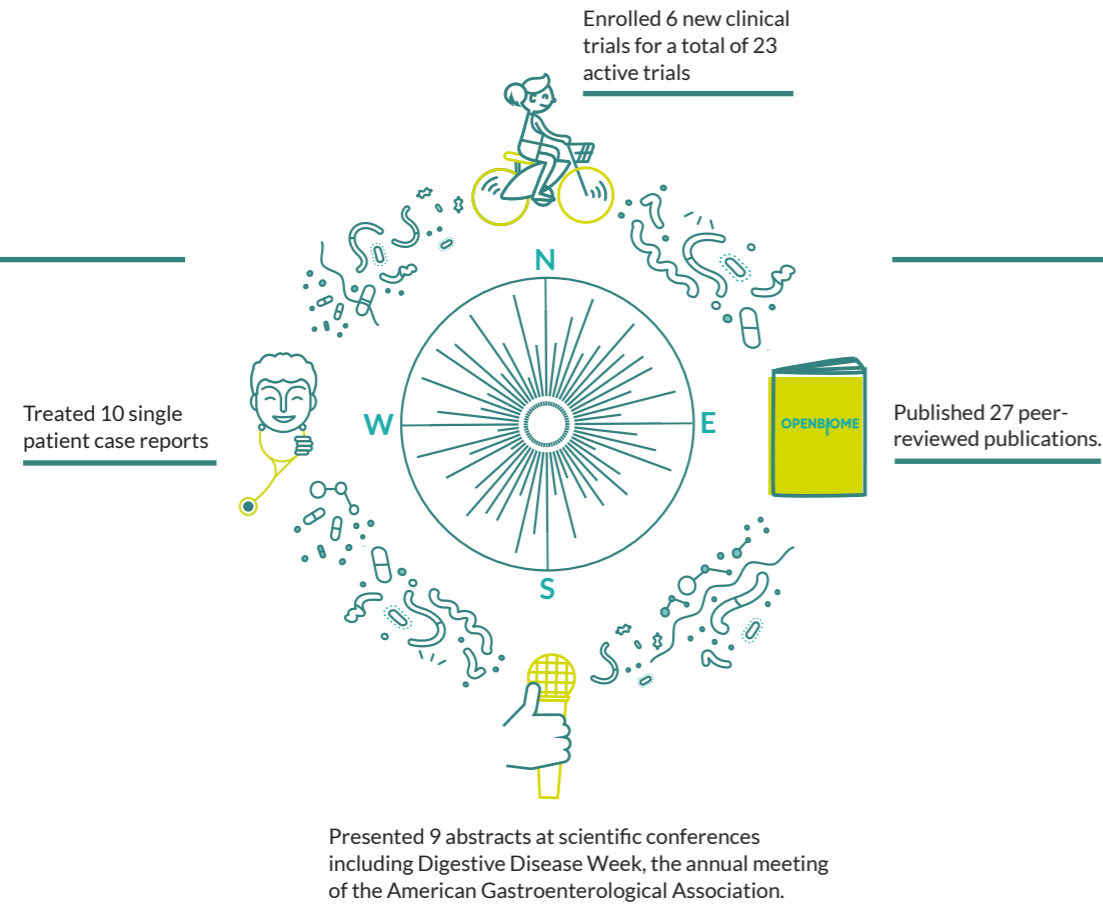 Enrolled 6 new clinical
trials for a total of 23
active trials
N
Treated 10 single
patient case reports
W
E
OPENBIOME
Published 27 peer-
reviewed publications.
S
Presented 9 abstracts at scientific conferences
including Digestive Disease Week, the annual meeting
of the American Gastroenterological Association.